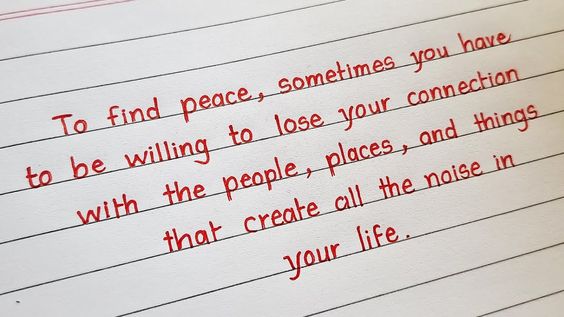 To find peace, sometimes you have
to be willing to lose your connection
with the people, places, and things
that create all the noise in
your life.